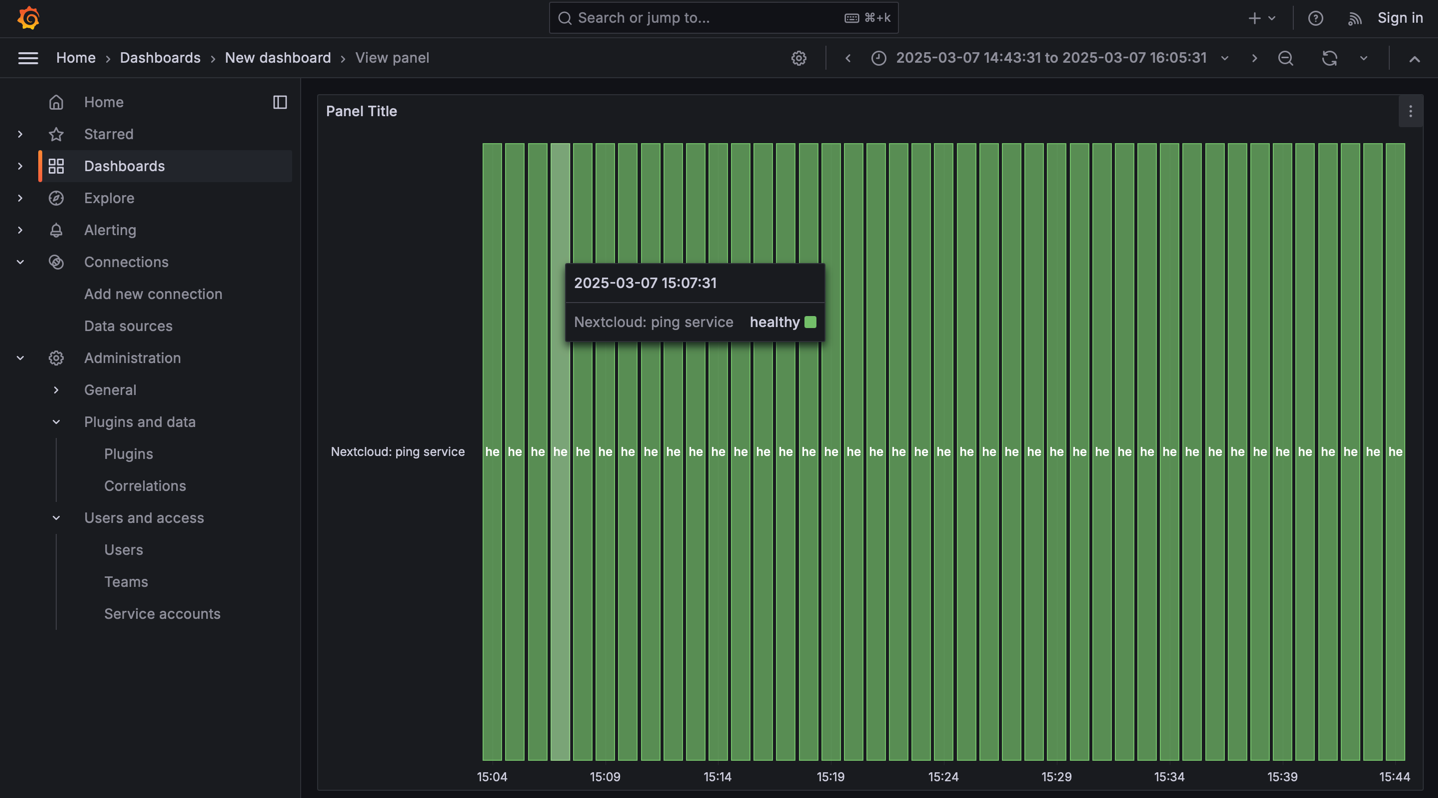 Search or jump to... ⌘+k Sign in
Home › Dashboards › New dashboard › View panel 2025-03-07 14:43:31 to 2025-03-07 16:05:31
Home
Starred
Dashboards
Explore
Alerting
Connections
Add new connection
Data sources
Administration
General
Plugins and data
Plugins
Correlations
Users and access
Users
Teams
Service accounts
Panel Title
2025-03-07 15:07:31
Nextcloud: ping service healthy
Nextcloud: ping service he he he he he he he he he he he he he he he he he he he he he he he he he he he he he he he he he he he he he he he he he
15:04 15:09 15:14 15:19 15:24 15:29 15:34 15:39 15:44